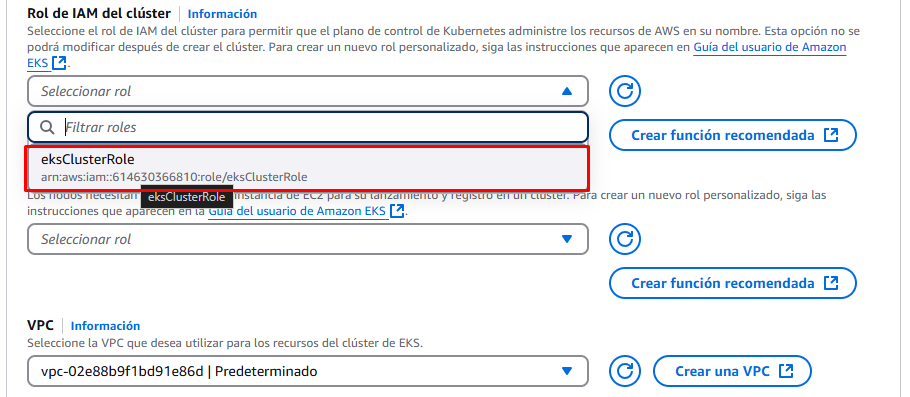 Rol de IAM del clúster | Información
Seleccione el rol de IAM del clúster para permitir que el plano de control de Kubernetes administre los recursos de AWS en su nombre. Esta opción no se
podrá modificar después de crear el clúster. Para crear un nuevo rol personalizado, siga las instrucciones que aparecen en Guía del usuario de Amazon
EKS.
Seleccionar rol
Filtrar roles
Crear función recomendada
eksClusterRole
arn:aws:iam::614630366810:role/eksClusterRole
eksClusterRole
Los nodos necesitan instancia de EC2 para su lanzamiento y registro en un clúster. Para crear un nuevo rol personalizado, siga las
instrucciones que aparecen en la Guía del usuario de Amazon EKS.
Seleccionar rol
Crear función recomendada
VPC | Información
Seleccione la VPC que desea utilizar para los recursos del clúster de EKS.
vpc-02e88b9f1bd91e86d | Predeterminado
Crear una VPC